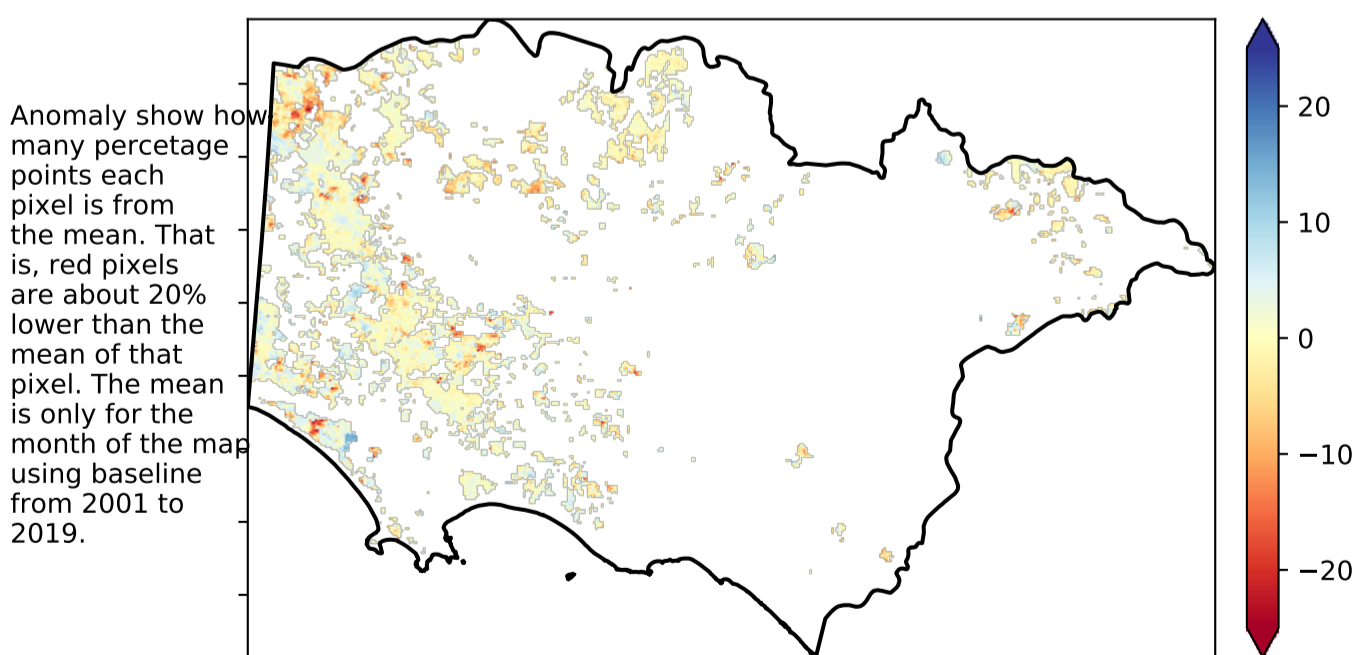 Anomaly show how
many percetage
points each
pixel is from
the mean. That
is, red pixels
are about 20%
lower than the
mean of that
pixel. The mean
is only for the
month of the map
using baseline
from 2001 to
2019.
20
10
0
−10
−20